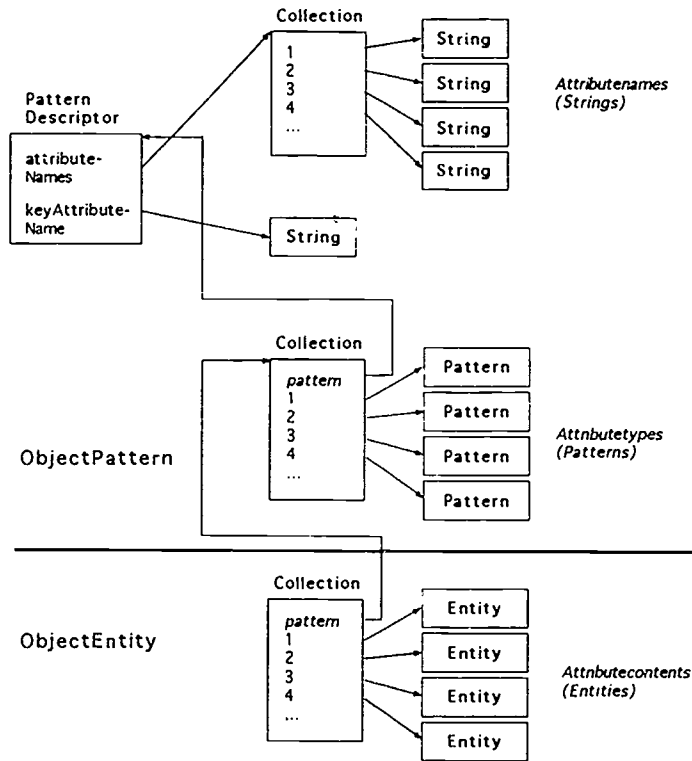 Collection
1
2
3
4
...
String
String
String
String
Attributenames
(Strings)
Pattern
Descriptor
attribute-
Names
keyAttribute-
Name
String
Collection
pattern
1
2
3
4
...
Pattern
Pattern
Pattern
Pattern
Attnbutetypes
(Patterns)
ObjectPattern
Collection
pattern
1
2
3
4
...
Entity
Entity
Entity
Entity
Attnbutecontents
(Entities)
ObjectEntity